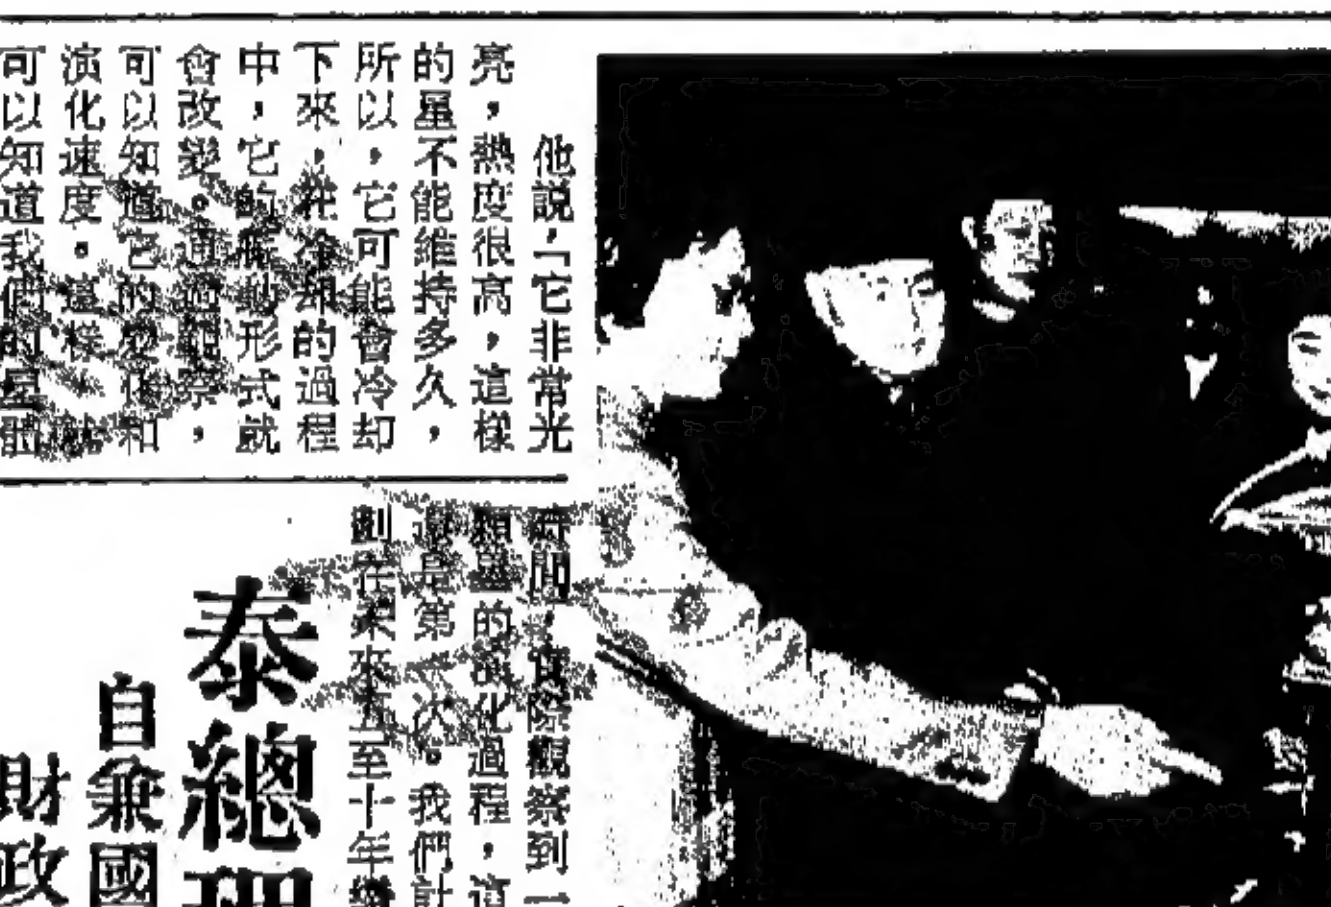 他説，「它非常光
亮，熱度很高，這樣
的星不能維持多久，
所以，它可能會冷却
下來，在冷却的過程
中，它的形式就
會改變。通過觀察，
可以知道它的變化和
演化速度。這樣就
可以知道我們的星體
時間，實際觀察到一
類星的演化過程，這
還是第一次。我們計
劃在未來五至十年
泰總理
自兼國
財政